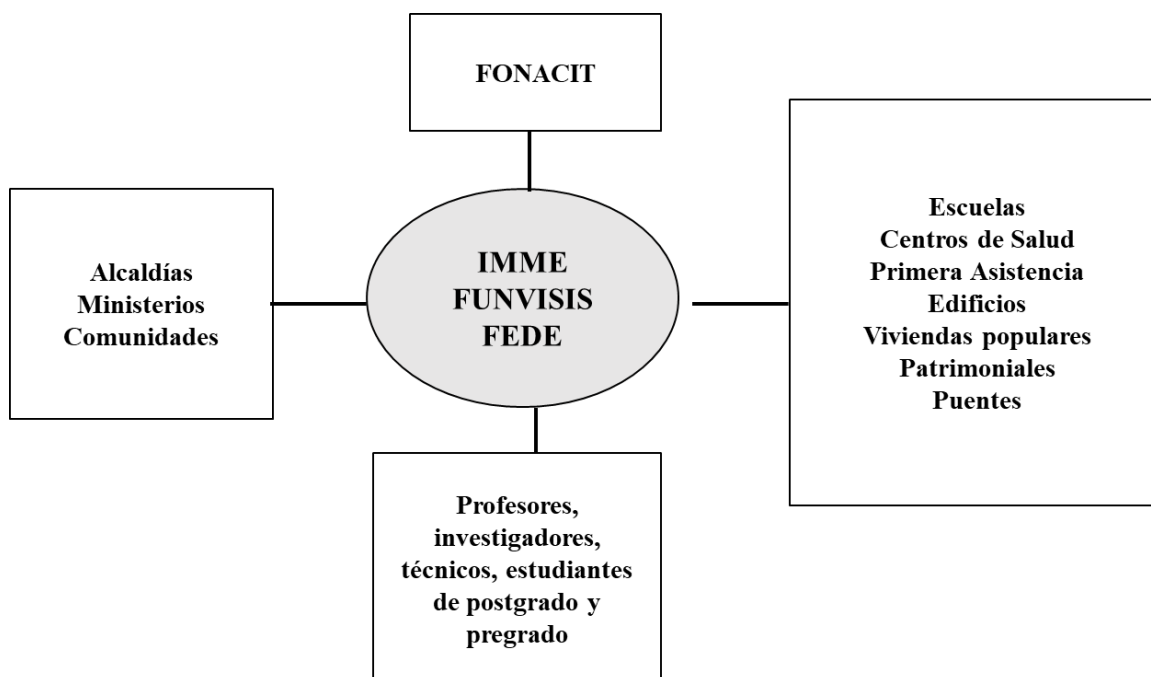 FONACIT
Alcaldías
Ministerios
Comunidades
IMME
FUNVISIS
FEDE
Escuelas
Centros de Salud
Primera Asistencia
Edificios
Viviendas populares
Patrimoniales
Puentes
Profesores,
investigadores,
técnicos, estudiantes
de postgrado y
pregrado